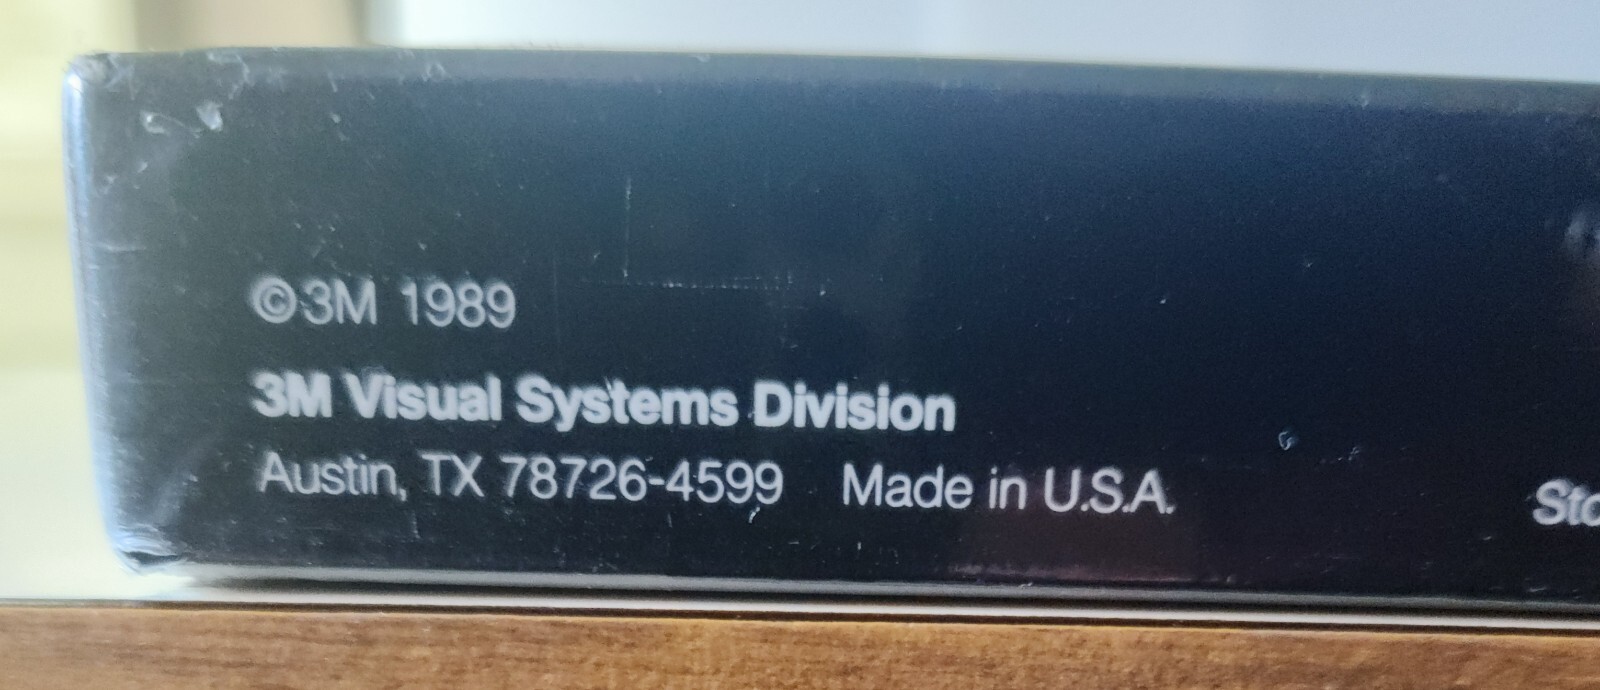 ©3M 1989
3M Visual Systems Division
Austin, TX 78726-4599 Made in U.S.A.